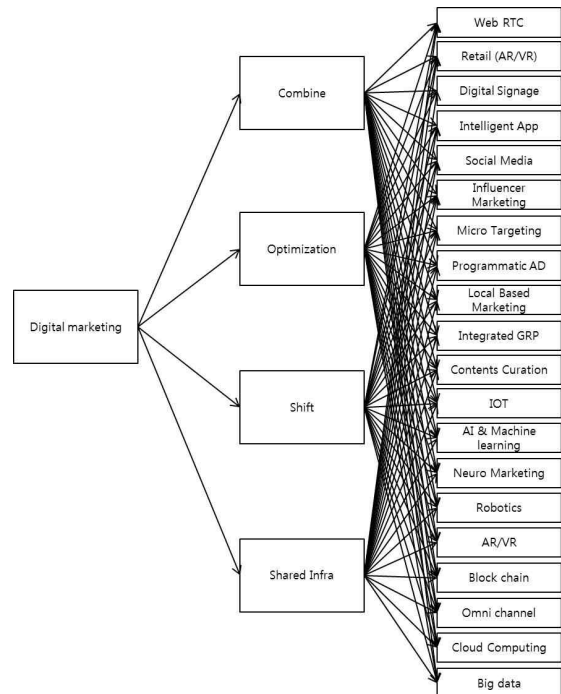 Digital marketing
Combine
Optimization
Shift
Shared Infra
Web RTC
Retail (AR/VR)
Digital Signage
Intelligent App
Social Media
Influencer
Marketing
Micro Targeting
Programmatic AD
Local Based
Marketing
Integrated GRP
Contents Curation
IOT
AI & Machine
learning
Neuro Marketing
Robotics
AR/VR
Block chain
Omni channel
Cloud Computing
Big data